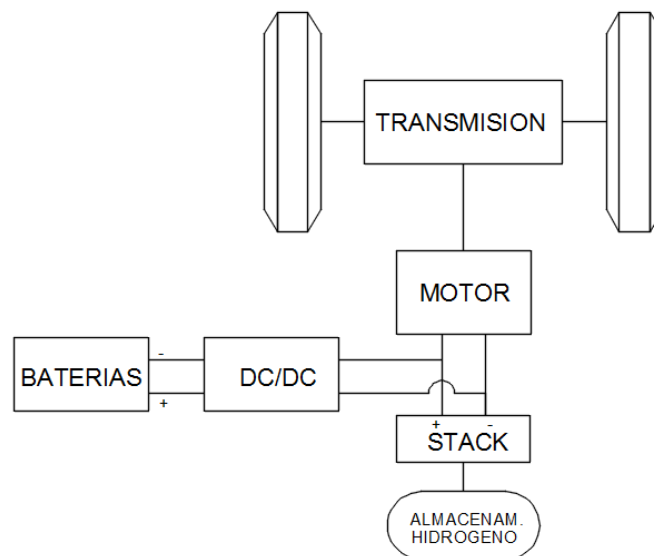 TRANSMISION
MOTOR
BATERIAS
-
+
DC/DC
+ -
STACK
ALMACENAM.
HIDROGENO